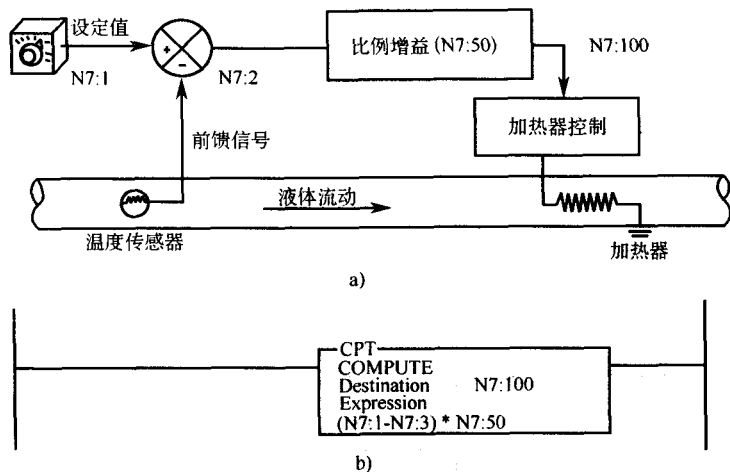 设定值
N7:1
+
-
N7:2
比例增益 (N7:50)
N7:100
加热器控制
前馈信号
液体流动
温度传感器
加热器
a)
CPT
COMPUTE
Destination N7:100
Expression
(N7:1-N7:3) * N7:50
b)